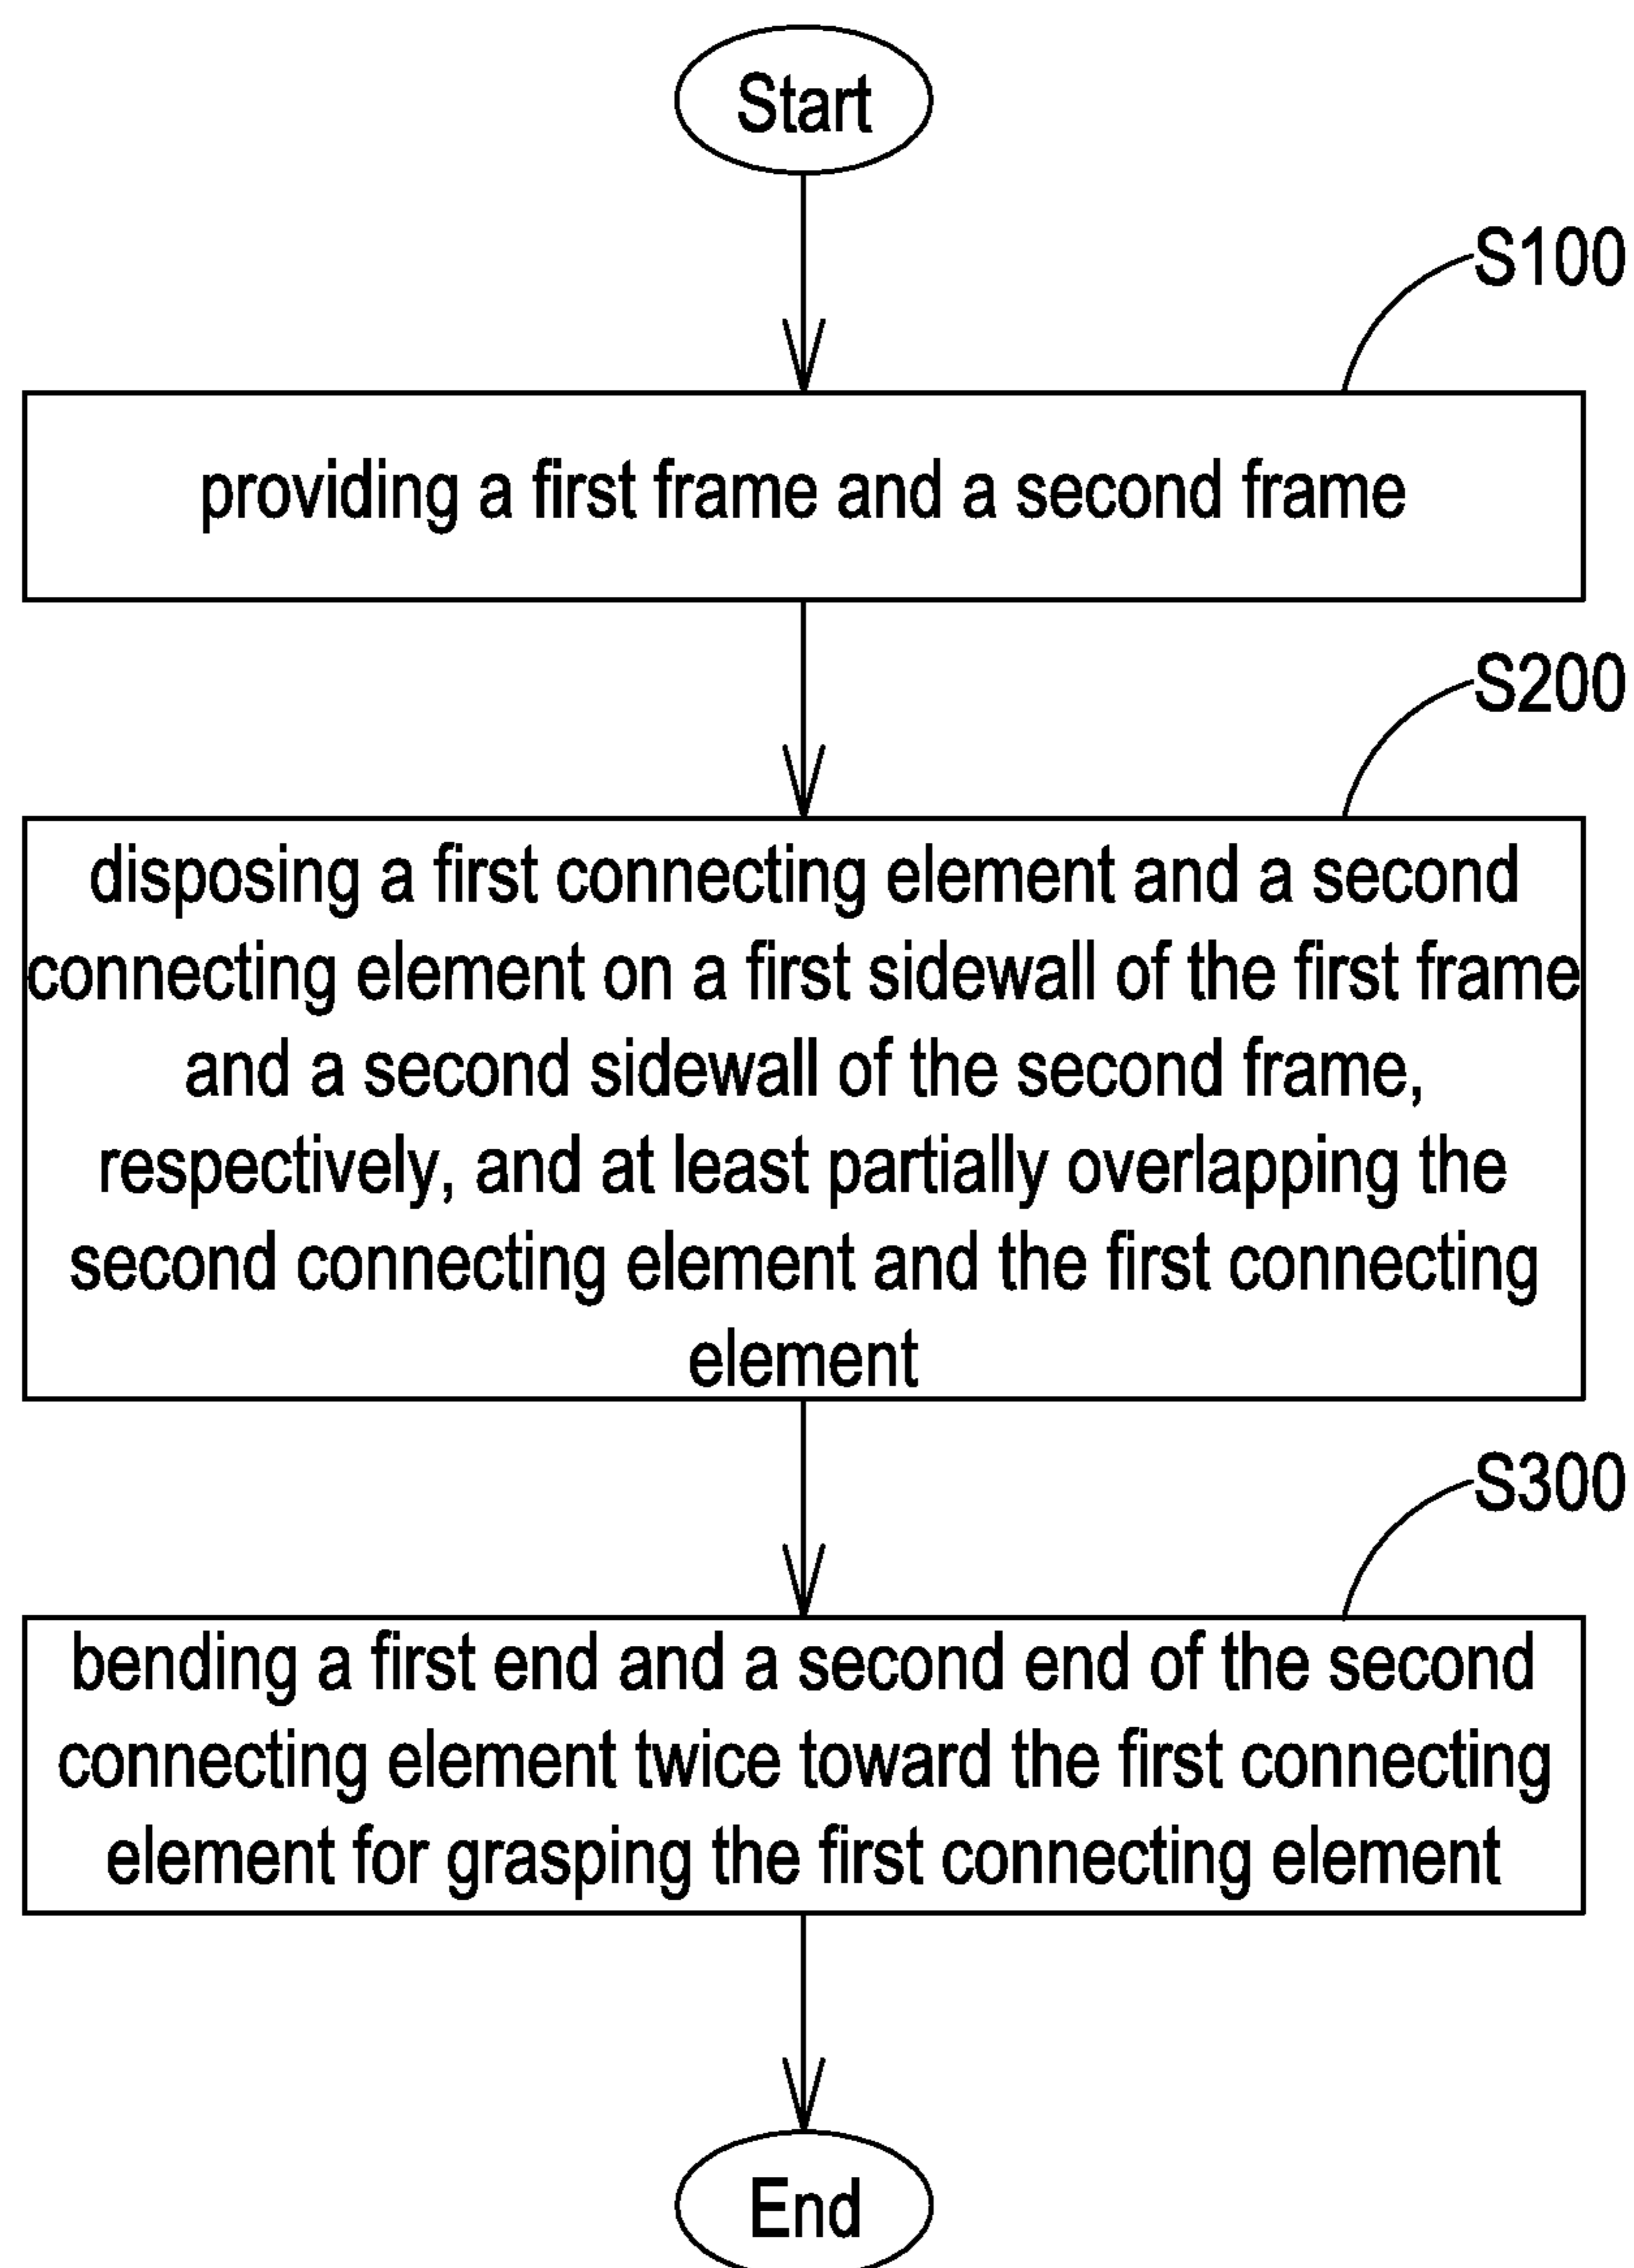 Start
S100
providing a first frame and a second frame
S200
disposing a first connecting element and a second
connecting element on a first sidewall of the first frame
and a second sidewall of the second frame,
respectively, and at least partially overlapping the
second connecting element and the first connecting
element
S300
bending a first end and a second end of the second
connecting element twice toward the first connecting
element for grasping the first connecting element
End